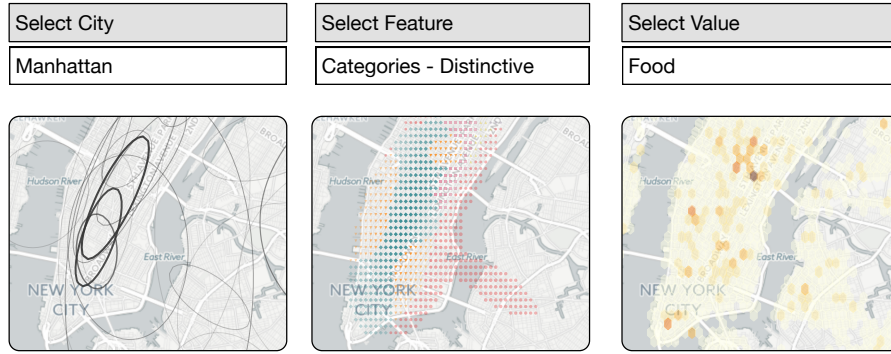 Select City
Select Feature
Select Value
Manhattan
Categories - Distinctive
Food
Hudson River
East River
NEW YORK
CITY
Hudson River
East River
NEW YORK
CITY
Hudson River
East River
NEW YORK
CITY